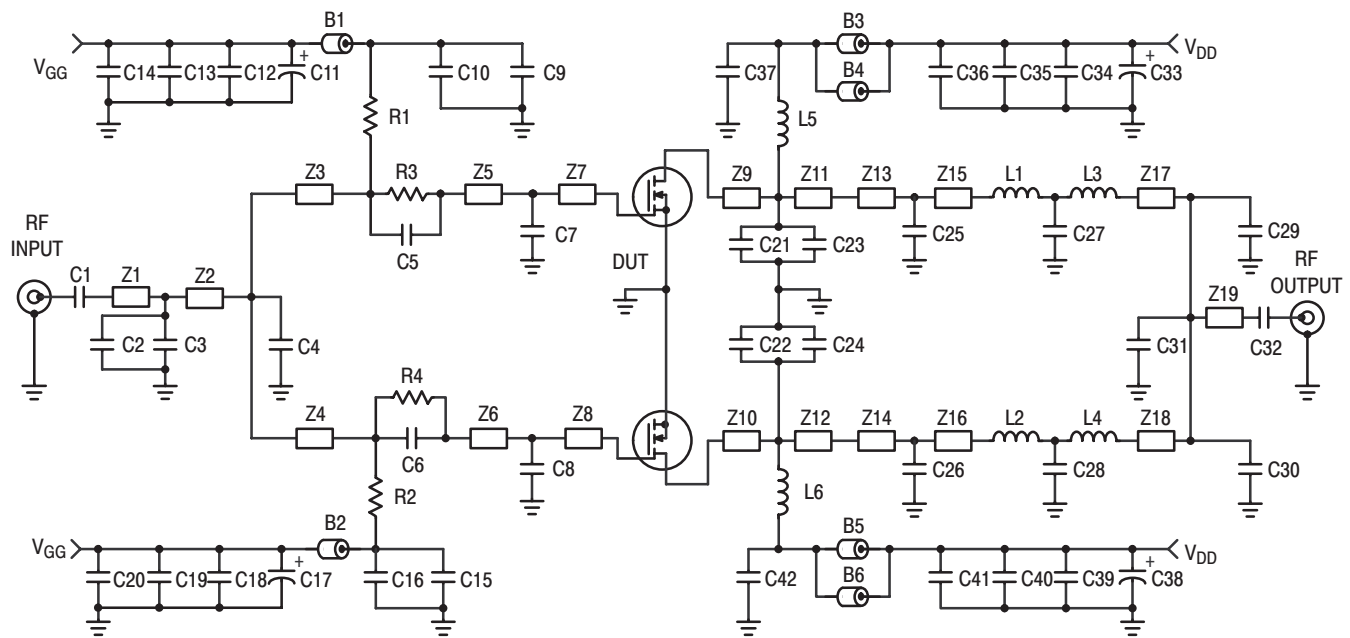 B1
B3
V_GG
C14
C13
C12
+
C11
C10
C9
C37
B4
C36
C35
C34
+
C33
V_DD
R1
L5
Z3
R3
Z5
Z7
Z9
Z11
Z13
Z15
L1
L3
Z17
C5
C7
C21
C23
C25
C27
C29
RF
INPUT
C1
Z1
Z2
C2
C3
C4
DUT
RF
OUTPUT
Z19
C31
C32
C22
C24
R4
Z4
Z6
Z8
Z10
Z12
Z14
Z16
L2
L4
Z18
C6
C8
C26
C28
C30
R2
L6
V_GG
B2
C20
C19
C18
+
C17
C16
C15
B5
C42
B6
C41
C40
C39
+
C38
V_DD